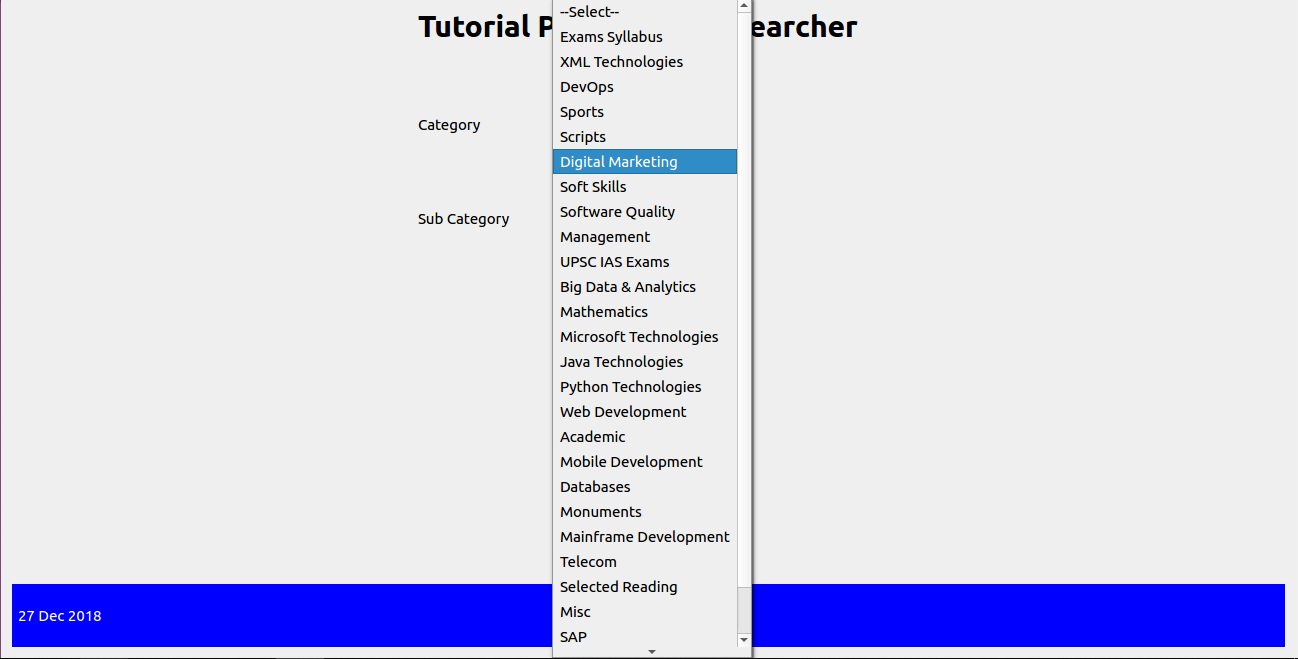 Tutorial P earcher
Category
Sub Category
--Select--
Exams Syllabus
XML Technologies
DevOps
Sports
Scripts
Digital Marketing
Soft Skills
Software Quality
Management
UPSC IAS Exams
Big Data & Analytics
Mathematics
Microsoft Technologies
Java Technologies
Python Technologies
Web Development
Academic
Mobile Development
Databases
Monuments
Mainframe Development
Telecom
Selected Reading
Misc
SAP
27 Dec 2018